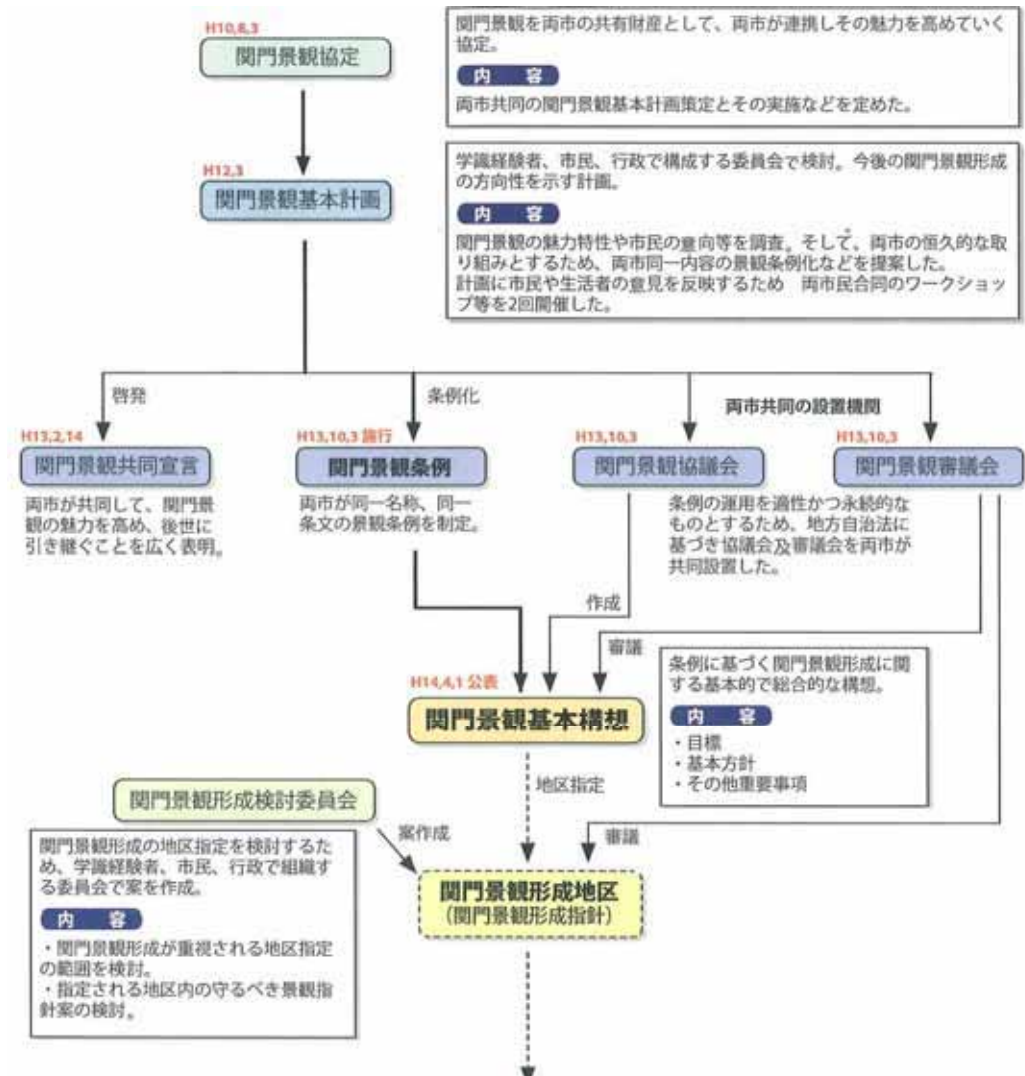 H10,8,3
関門景観協定
関門景観を両市の共有財産として、両市が連携しその魅力を高めていく
協定。
内 容
両市共同の関門景観基本計画策定とその実施などを定めた。
H12,3
関門景観基本計画
学識経験者、市民、行政で構成する委員会で検討。今後の関門景観形成
の方向性を示す計画。
内 容
関門景観の魅力特性や市民の意向等を調査。そして、両市の恒久的な取
り組みとするため、両市同一内容の景観条例化などを提案した。
計画に市民や生活者の意見を反映するため 両市民合同のワークショッ
プ等を2回開催した。
啓発
条例化
両市共同の設置機関
H13,2,14
関門景観共同宣言
両市が共同して、関門景
観の魅力を高め、後世に
引き継ぐことを広く表明。
H13,10,3 施行
関門景観条例
両市が同一名称、同一
条文の景観条例を制定。
H13,10,3
関門景観協議会
H13,10,3
関門景観審議会
条例の運用を適性かつ永続的な
ものとするため、地方自治法に
基づき協議会及審議会を両市が
共同設置した。
作成
審議
H14,4,1 公表
関門景観基本構想
条例に基づく関門景観形成に関
する基本的で総合的な構想。
内 容
・目標
・基本方針
・その他重要事項
地区指定
関門景観形成検討委員会
案作成
審議
関門景観形成の地区指定を検討するた
め、学識経験者、市民、行政で組織す
る委員会で案を作成。
内 容
・関門景観形成が重視される地区指定
の範囲を検討。
・指定される地区内の守るべき景観指
針案の検討。
関門景観形成地区
(関門景観形成指針)